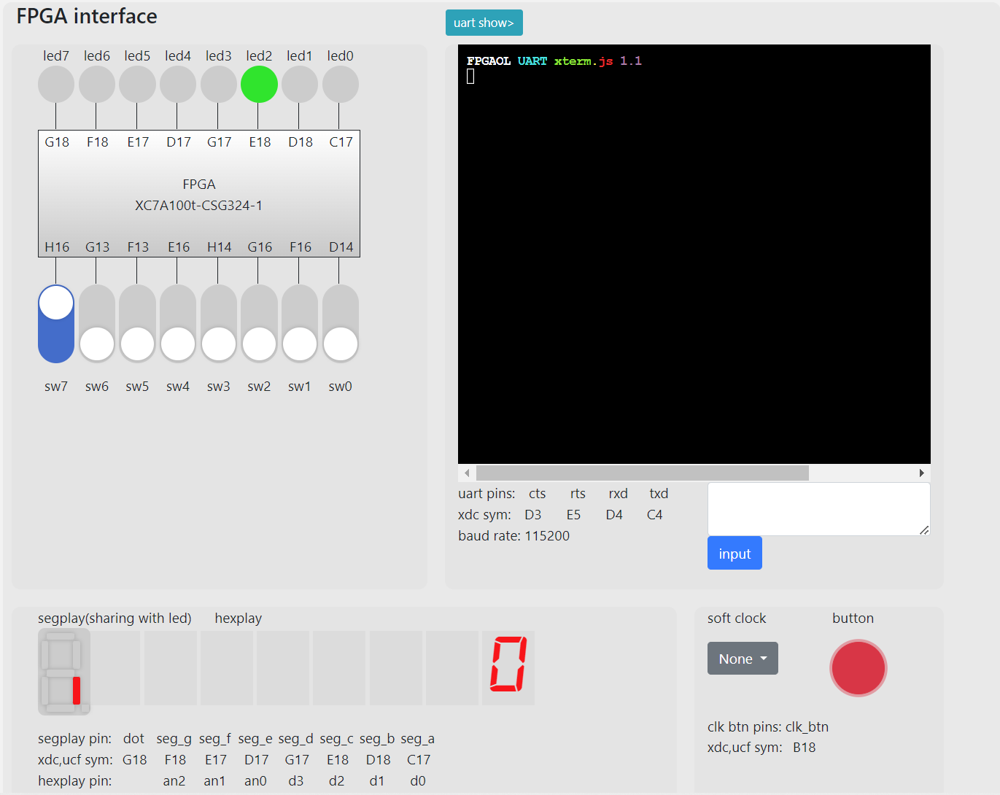 FPGA interface
uart show>
led7 led6 led5 led4 led3 led2 led1 led0
G18 F18 E17 D17 G17 E18 D18 C17
FPGA
XC7A100t-CSG324-1
H16 G13 F13 E16 H14 G16 F16 D14
sw7 sw6 sw5 sw4 sw3 sw2 sw1 sw0
FPGAOL UART xterm.js 1.1
uart pins: cts rts rxd txd
xdc sym: D3 E5 D4 C4
baud rate: 115200
input
segplay(sharing with led) hexplay
0
segplay pin: dot seg_g seg_f seg_e seg_d seg_c seg_b seg_a
xdc,ucf sym: G18 F18 E17 D17 G17 E18 D18 C17
hexplay pin: an2 an1 an0 d3 d2 d1 d0
soft clock button
None
clk btn pins: clk_btn
xdc,ucf sym: B18